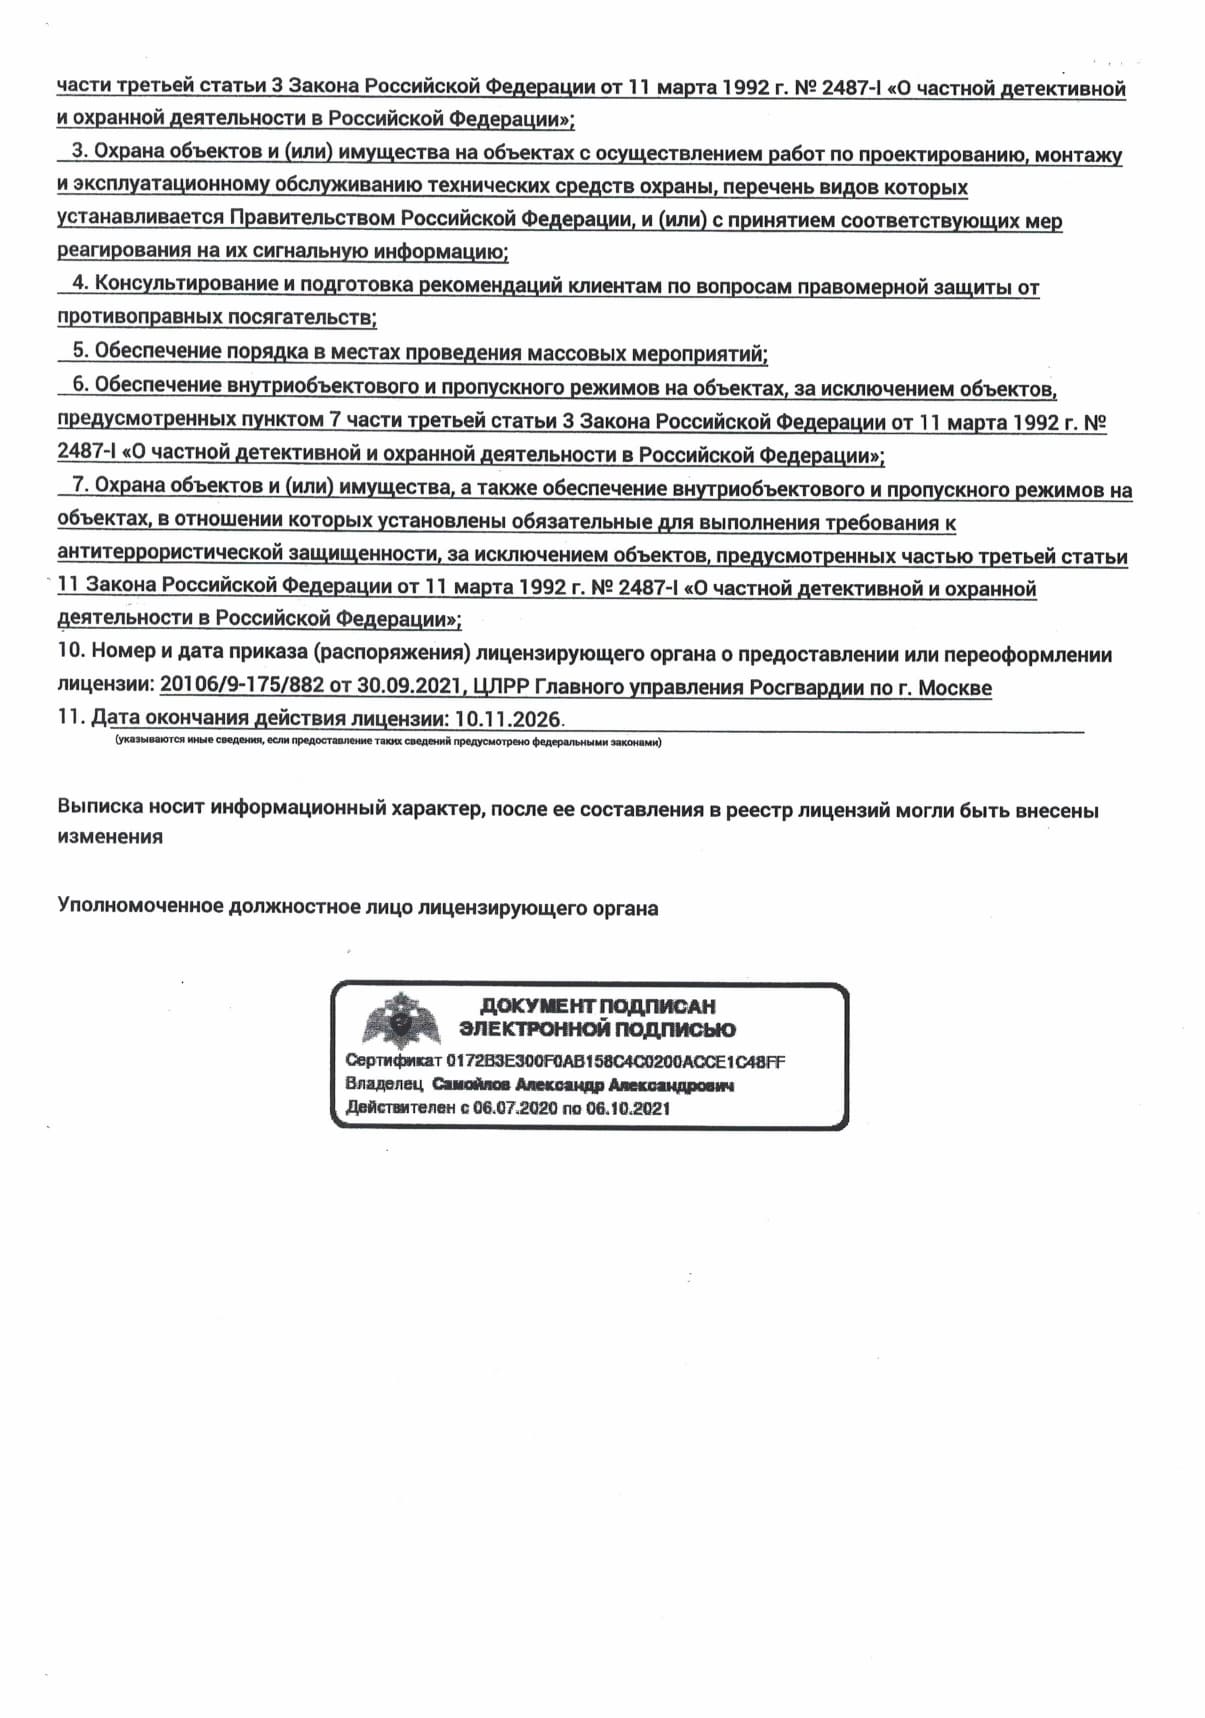 части третьей статьи 3 Закона Российской Федерации от 11 марта 1992 г. № 2487-I «О частной детективной
и охранной деятельности в Российской Федерации»;
3. Охрана объектов и (или) имущества на объектах с осуществлением работ по проектированию, монтажу
и эксплуатационному обслуживанию технических средств охраны, перечень видов которых
устанавливается Правительством Российской Федерации, и (или) с принятием соответствующих мер
реагирования на их сигнальную информацию;
4. Консультирование и подготовка рекомендаций клиентам по вопросам правомерной защиты от
противоправных посягательств;
5. Обеспечение порядка в местах проведения массовых мероприятий;
6. Обеспечение внутриобъектового и пропускного режимов на объектах, за исключением объектов,
предусмотренных пунктом 7 части третьей статьи 3 Закона Российской Федерации от 11 марта 1992 г. №
2487-I «О частной детективной и охранной деятельности в Российской Федерации»;
7. Охрана объектов и (или) имущества, а также обеспечение внутриобъектового и пропускного режимов на
объектах, в отношении которых установлены обязательные для выполнения требования к
антитеррористической защищенности, за исключением объектов, предусмотренных частью третьей статьи
11 Закона Российской Федерации от 11 марта 1992 г. № 2487-I «О частной детективной и охранной
деятельности в Российской Федерации»;
10. Номер и дата приказа (распоряжения) лицензирующего органа о предоставлении или переоформлении
лицензии: 20106/9-175/882 от 30.09.2021, ЦЛРР Главного управления Росгвардии по г. Москве
11. Дата окончания действия лицензии: 10.11.2026.
(указываются иные сведения, если предоставление таких сведений предусмотрено федеральными законами)
Выписка носит информационный характер, после ее составления в реестр лицензий могли быть внесены
изменения
Уполномоченное должностное лицо лицензирующего органа
ДОКУМЕНТ ПОДПИСАН
ЭЛЕКТРОННОЙ ПОДПИСЬЮ
Сертификат 0172B3E300F0AB158C4C0200ACCE1C48FF
Владелец Самойлов Александр Александрович
Действителен с 06.07.2020 по 06.10.2021